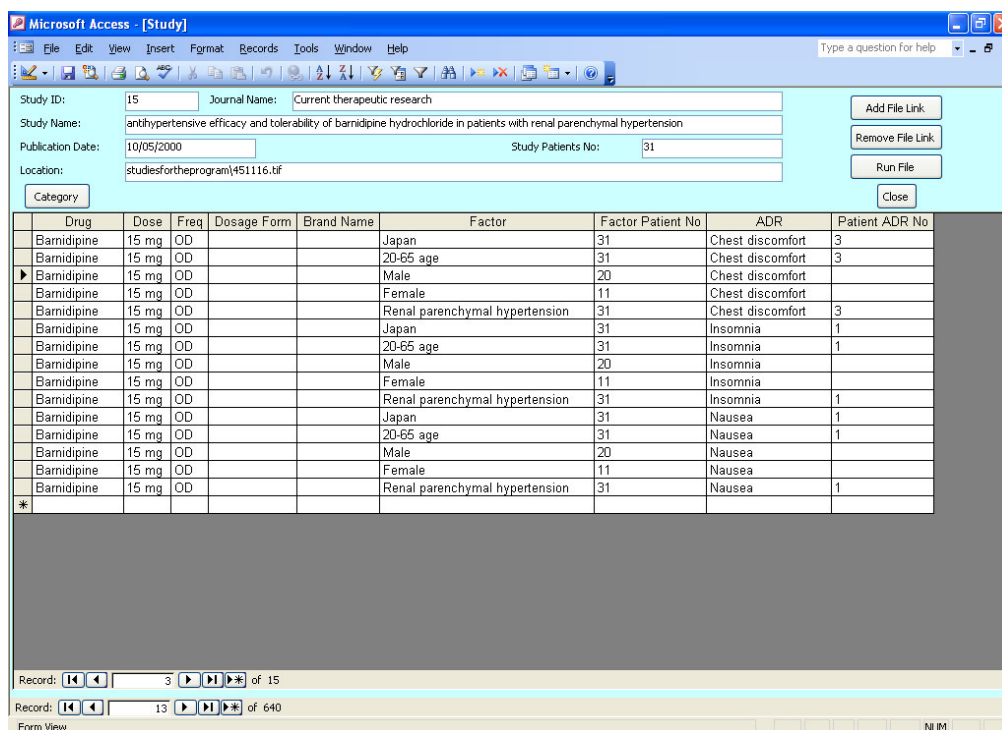 Microsoft Access - [Study]
File Edit View Insert Format Records Tools Window Help Type a question for help
Study ID: 15 Journal Name: Current therapeutic research Add File Link
Study Name: antihypertensive efficacy and tolerability of barnidipine hydrochloride in patients with renal parenchymal hypertension
Remove File Link
Publication Date: 10/05/2000 Study Patients No: 31
Location: studiesfortheprogram\451116.tif Run File
Category Close
Drug Dose Freq Dosage Form Brand Name Factor Factor Patient No ADR Patient ADR No
Barnidipine 15 mg OD Japan 31 Chest discomfort 3
Barnidipine 15 mg OD 20-65 age 31 Chest discomfort 3
Barnidipine 15 mg OD Male 20 Chest discomfort
Barnidipine 15 mg OD Female 11 Chest discomfort
Barnidipine 15 mg OD Renal parenchymal hypertension 31 Chest discomfort 3
Barnidipine 15 mg OD Japan 31 Insomnia 1
Barnidipine 15 mg OD 20-65 age 31 Insomnia 1
Barnidipine 15 mg OD Male 20 Insomnia
Barnidipine 15 mg OD Female 11 Insomnia
Barnidipine 15 mg OD Renal parenchymal hypertension 31 Insomnia 1
Barnidipine 15 mg OD Japan 31 Nausea 1
Barnidipine 15 mg OD 20-65 age 31 Nausea 1
Barnidipine 15 mg OD Male 20 Nausea
Barnidipine 15 mg OD Female 11 Nausea
Barnidipine 15 mg OD Renal parenchymal hypertension 31 Nausea 1
Record: 3 of 15
Record: 13 of 640
Form View NUM